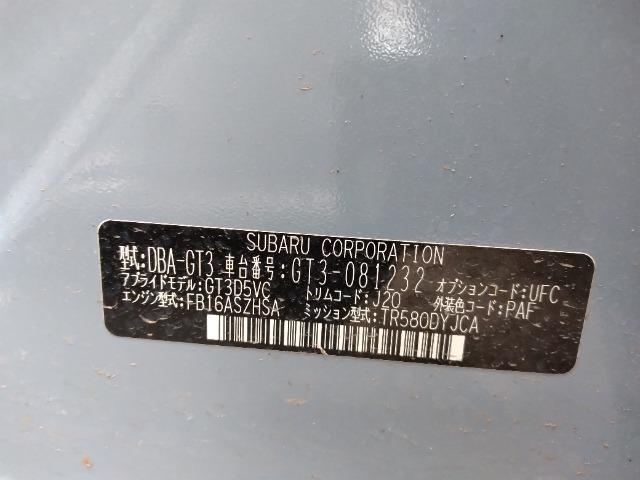 SUBARU CORPORATION
型式:DBA-GT3 車台番号:GT3-081232 オプションコード:UFC
アプライドモデル:GT3D5VC トリムコード:J20 外装色コード:PAF
エンジン型式:FB16ASZHSA ミッション型式:TR580DYJCA